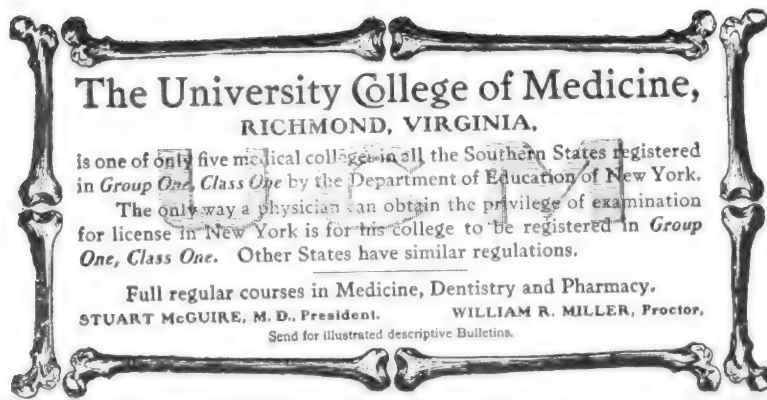 The University College of Medicine,
RICHMOND, VIRGINIA,
is one of only five medical colleges in all the Southern States registered
in Group One, Class One by the Department of Education of New York.
The only way a physician can obtain the privilege of examination
for license in New York is for his college to be registered in Group
One, Class One. Other States have similar regulations.
Full regular courses in Medicine, Dentistry and Pharmacy.
STUART McGUIRE, M. D., President. WILLIAM R. MILLER, Proctor.
Send for illustrated descriptive Bulletins.
UCM